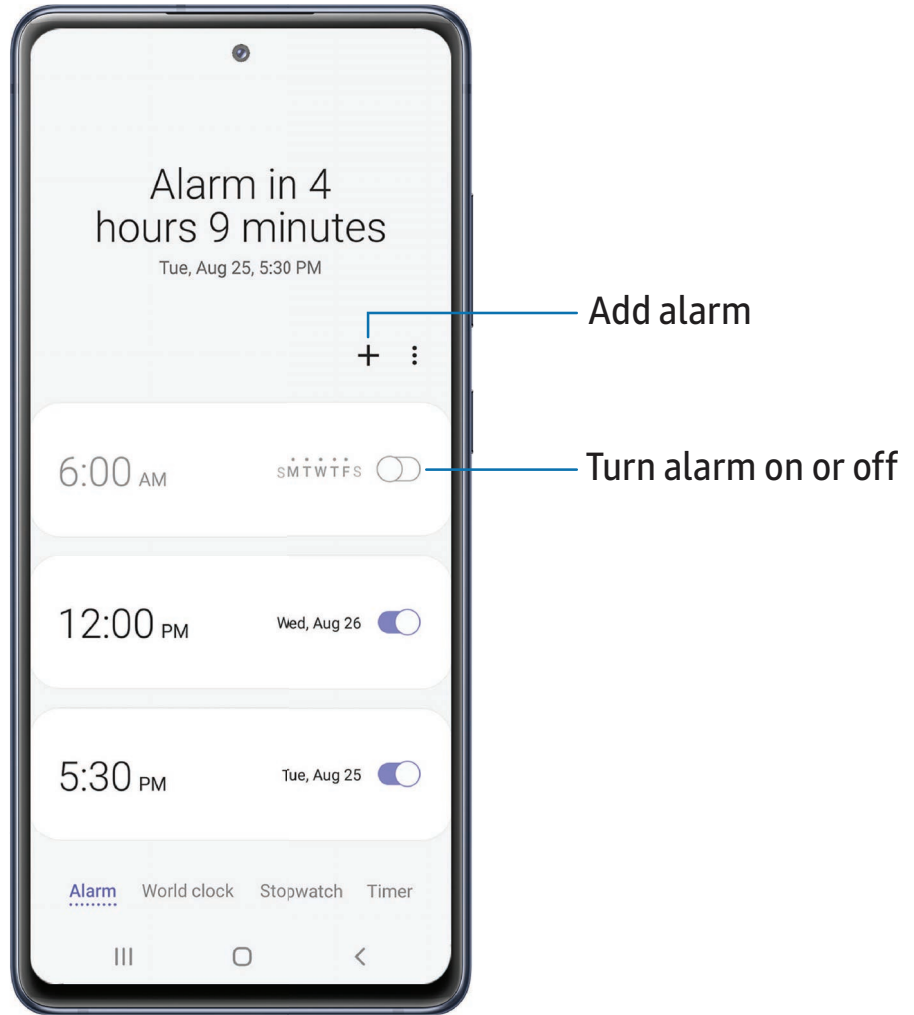 Alarm in 4
hours 9 minutes
Tue, Aug 25, 5:30 PM
Add alarm
6:00 AM SMTWTFS
Turn alarm on or off
12:00 PM Wed, Aug 26
5:30 PM Tue, Aug 25
Alarm World clock Stopwatch Timer